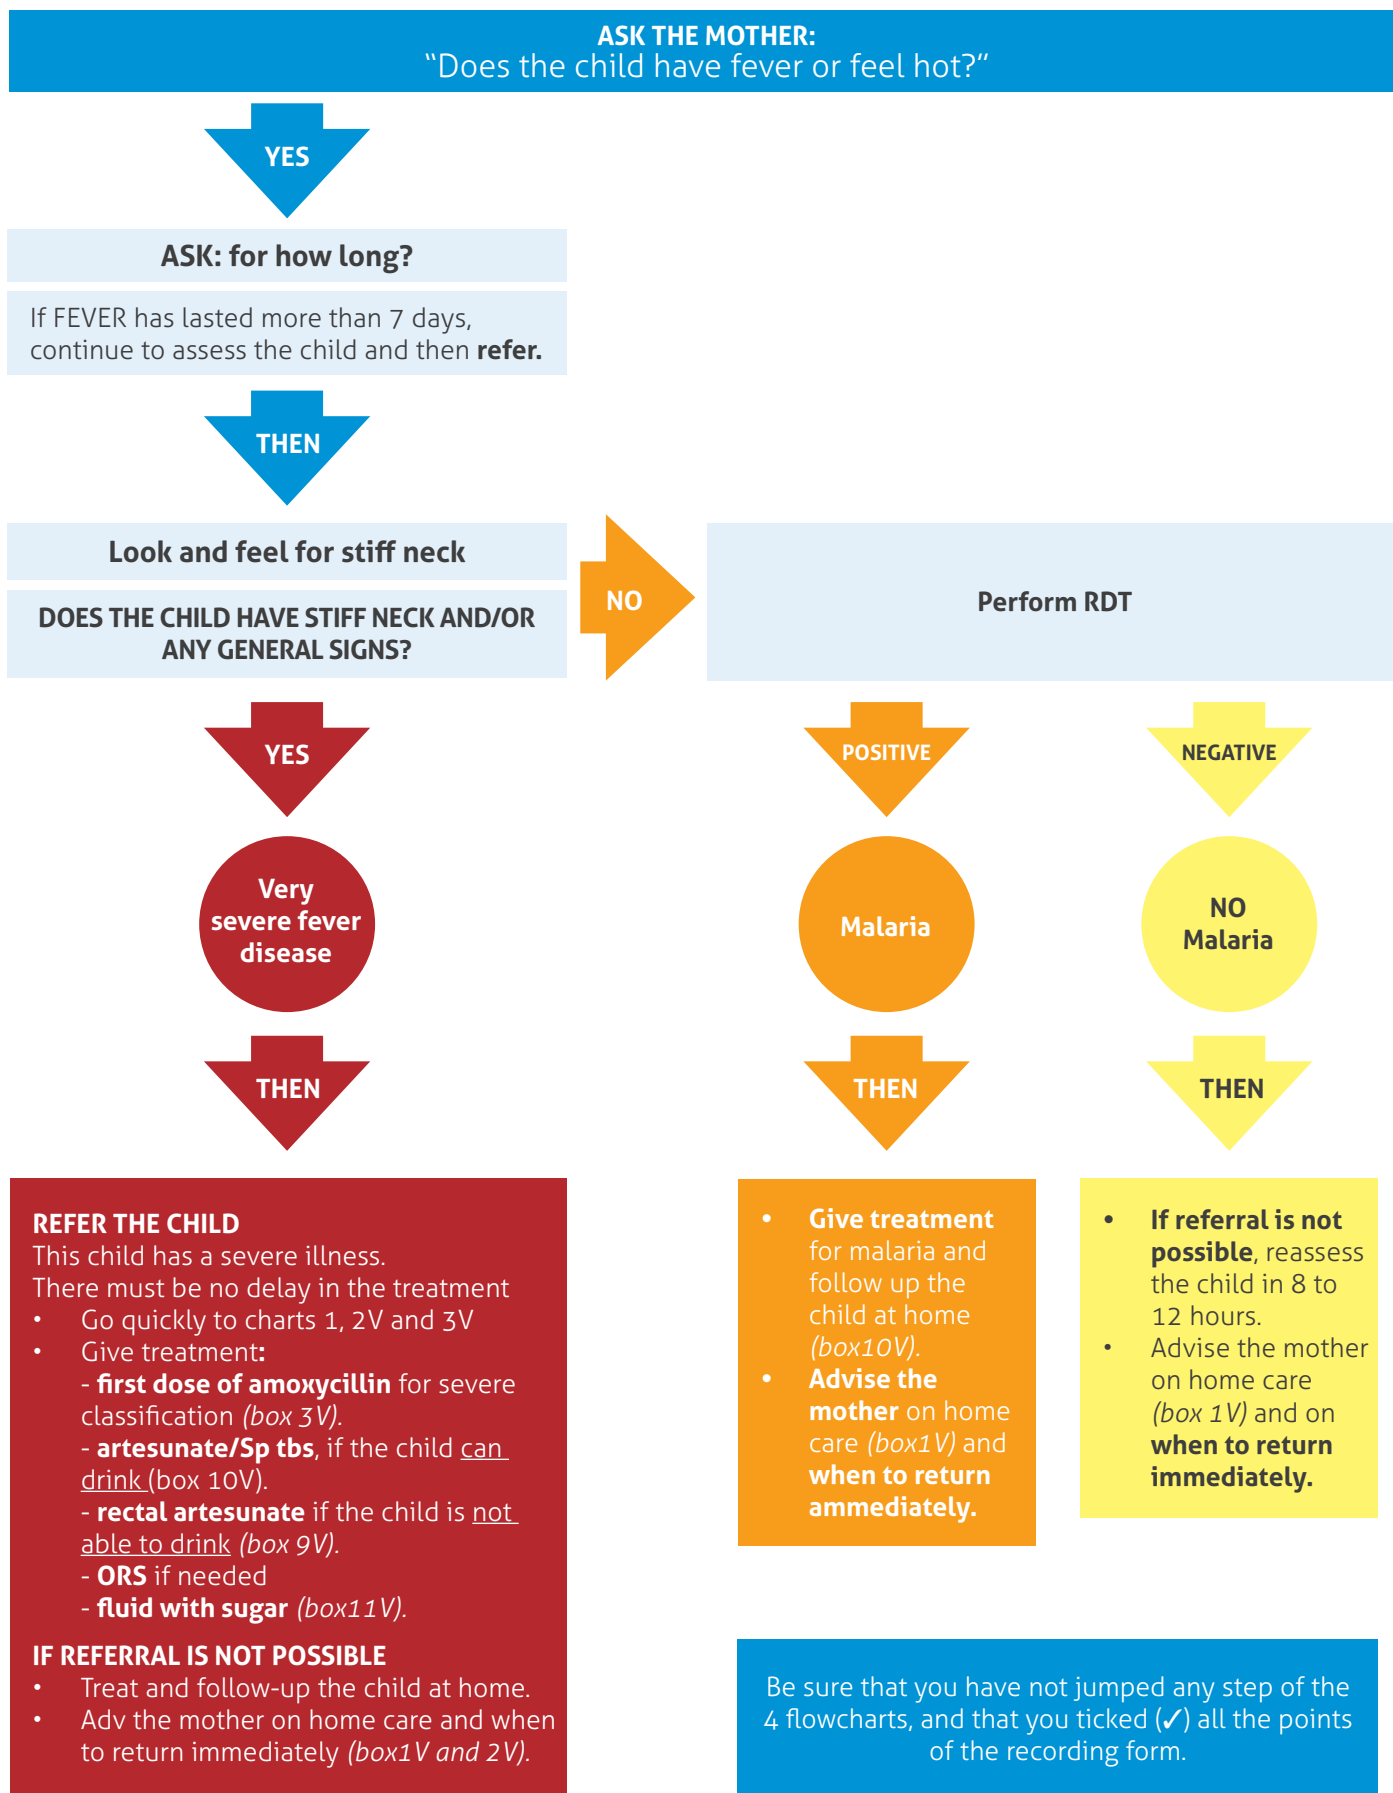 ASK THE MOTHER:
“Does the child have fever or feel hot?”
YES
ASK: for how long?
If FEVER has lasted more than 7 days,
continue to assess the child and then refer.
THEN
Look and feel for stiff neck
DOES THE CHILD HAVE STIFF NECK AND/OR
ANY GENERAL SIGNS?
NO
Perform RDT
YES
Very
severe fever
disease
THEN
REFER THE CHILD
This child has a severe illness.
There must be no delay in the treatment
• Go quickly to charts 1, 2V and 3V
• Give treatment:
- first dose of amoxycillin for severe
classification (box 3V).
- artesunate/Sp tbs, if the child can
drink (box 10V).
- rectal artesunate if the child is not
able to drink (box 9V).
- ORS if needed
- fluid with sugar (box11V).
IF REFERRAL IS NOT POSSIBLE
• Treat and follow-up the child at home.
• Adv the mother on home care and when
to return immediately (box1V and 2V).
POSITIVE
Malaria
THEN
• Give treatment
for malaria and
follow up the
child at home
(box10V).
• Advise the
mother on home
care (box1V) and
when to return
ammediately.
NEGATIVE
NO
Malaria
THEN
• If referral is not
possible, reassess
the child in 8 to
12 hours.
• Advise the mother
on home care
(box 1V) and on
when to return
immediately.
Be sure that you have not jumped any step of the
4 flowcharts, and that you ticked (✓) all the points
of the recording form.